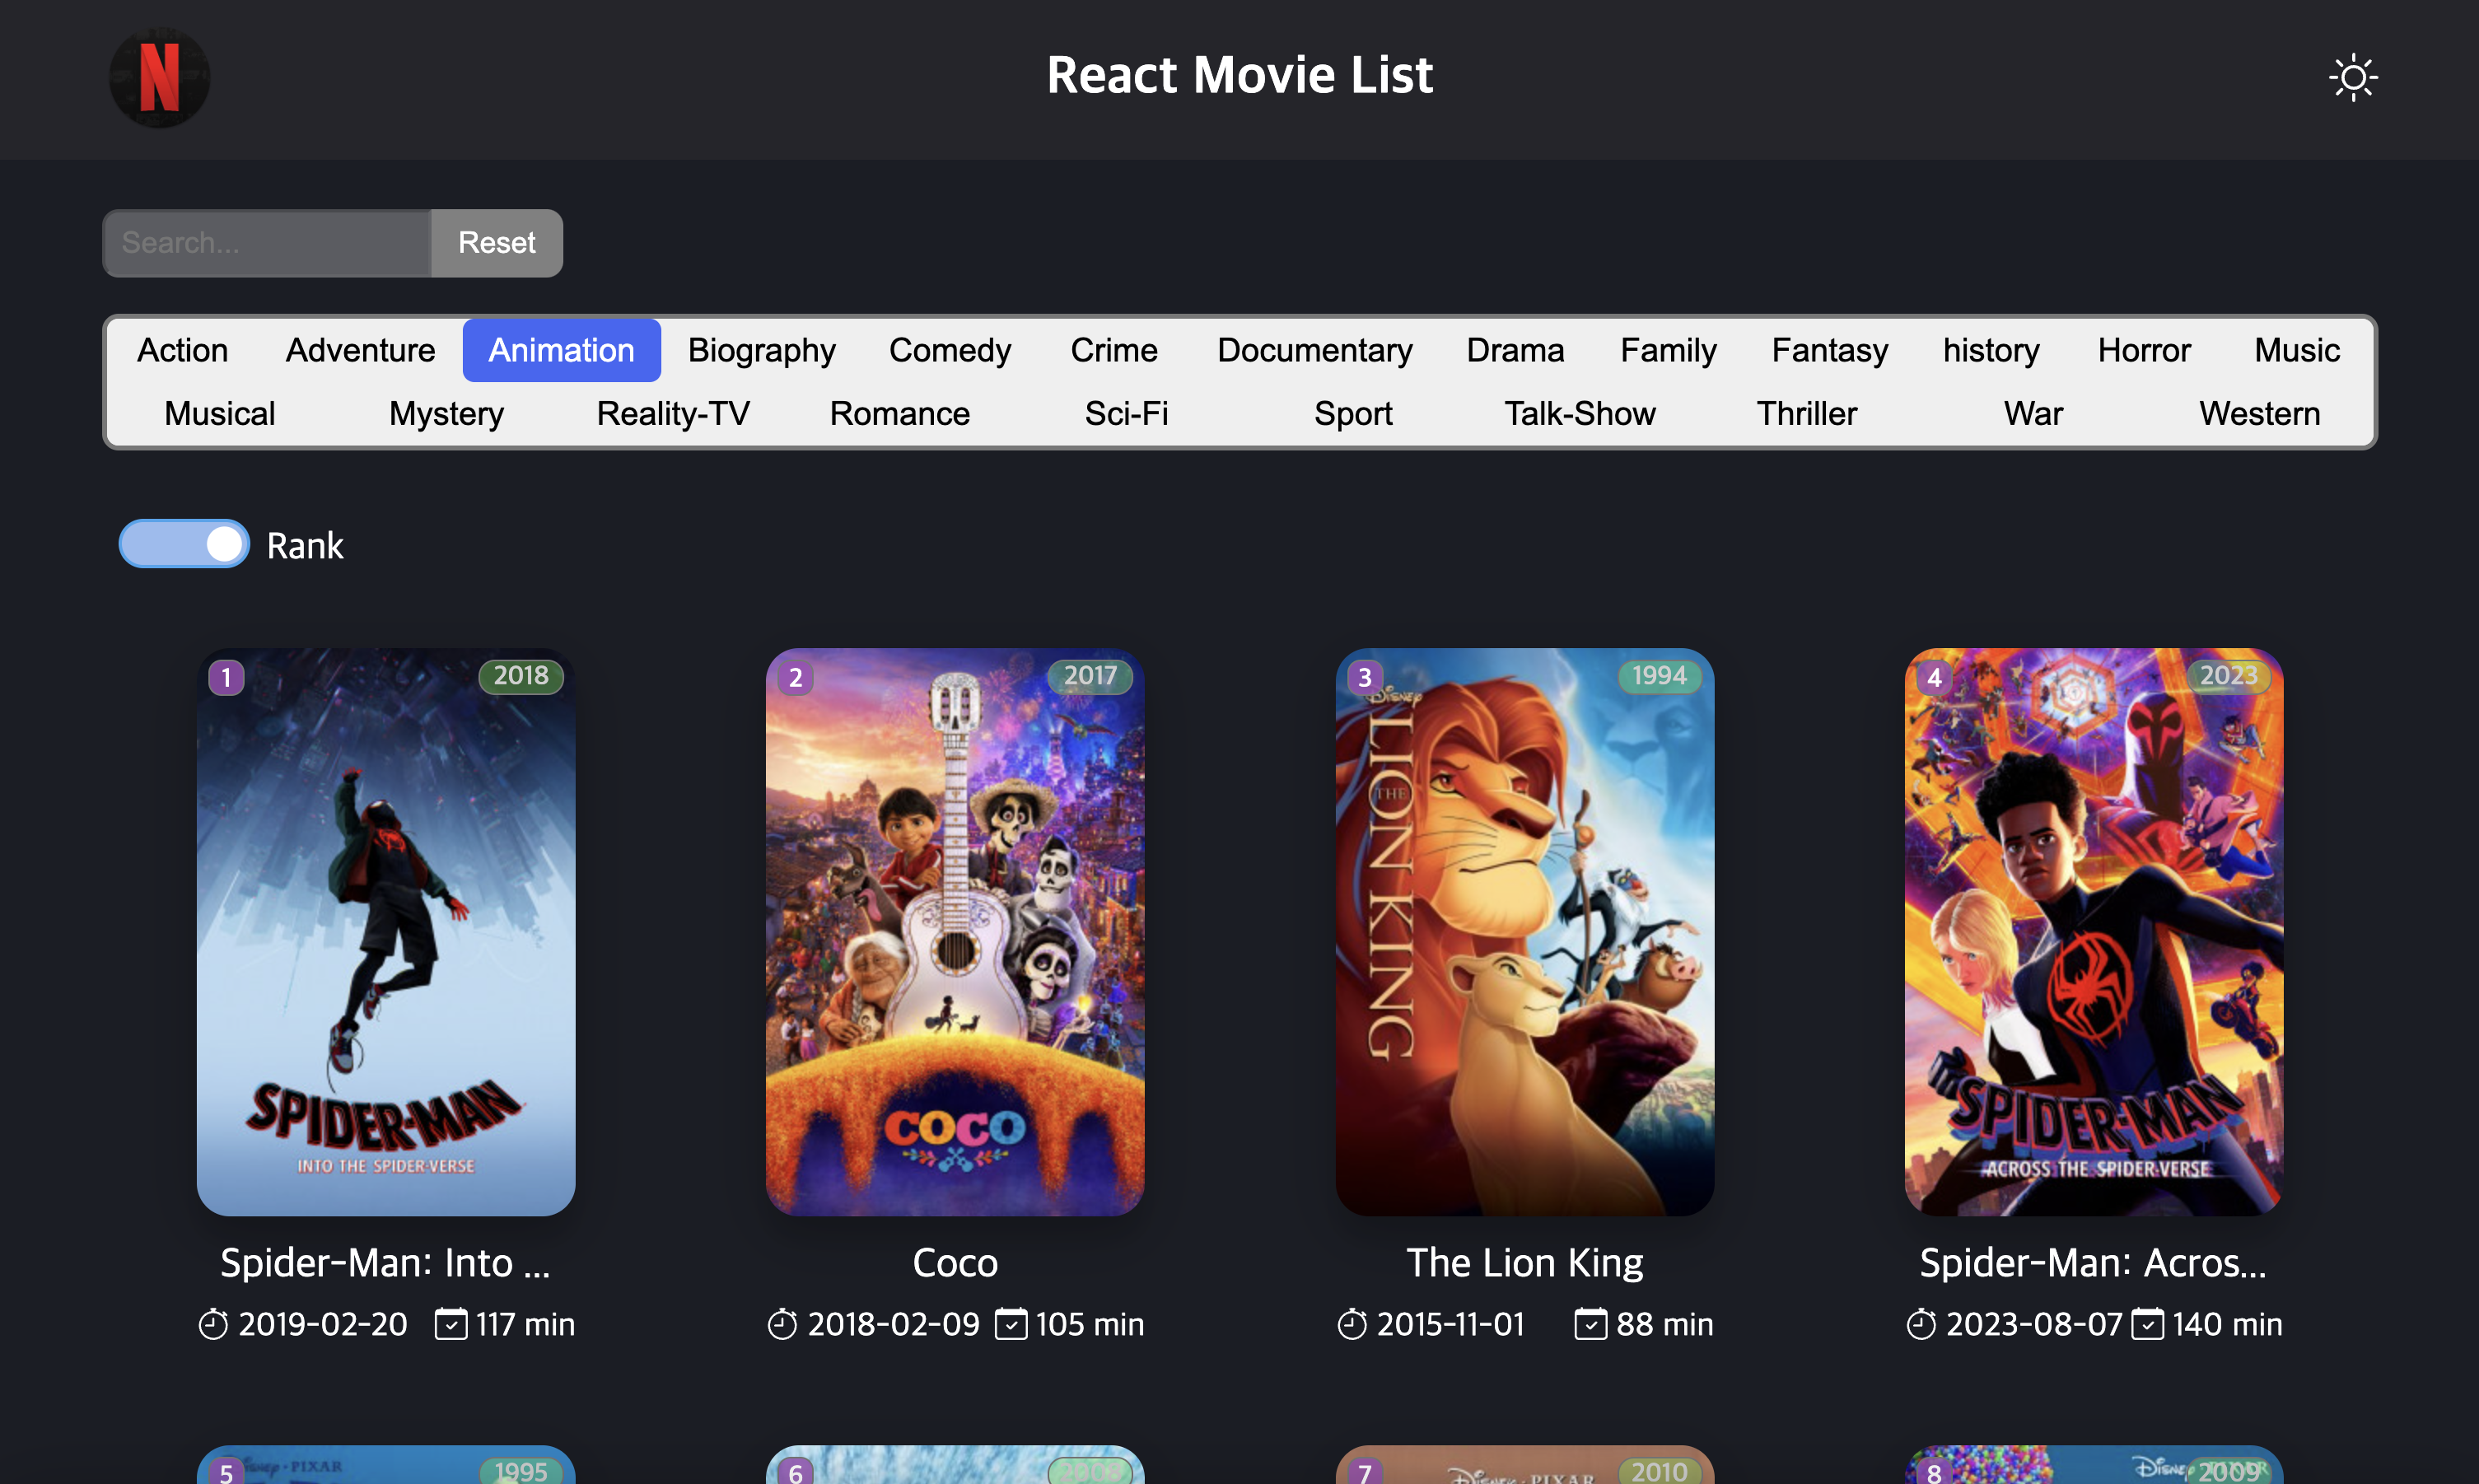 N
React Movie List
Search...
Reset
Action Adventure Animation Biography Comedy Crime Documentary Drama Family Fantasy history Horror Music
Musical Mystery Reality-TV Romance Sci-Fi Sport Talk-Show Thriller War Western
Rank
1 2018
SPIDER-MAN
INTO THE SPIDER-VERSE
Spider-Man: Into ...
2019-02-20 117 min
2 2017
COCO
Coco
2018-02-09 105 min
3 1994
Disney
THE LION KING
The Lion King
2015-11-01 88 min
4 2023
SPIDER-MAN
ACROSS THE SPIDER-VERSE
Spider-Man: Acros...
2023-08-07 140 min
5 Disney · PIXAR 1995
6
7 Disney · PIXAR 2010
8 Disney · PIXAR 2009